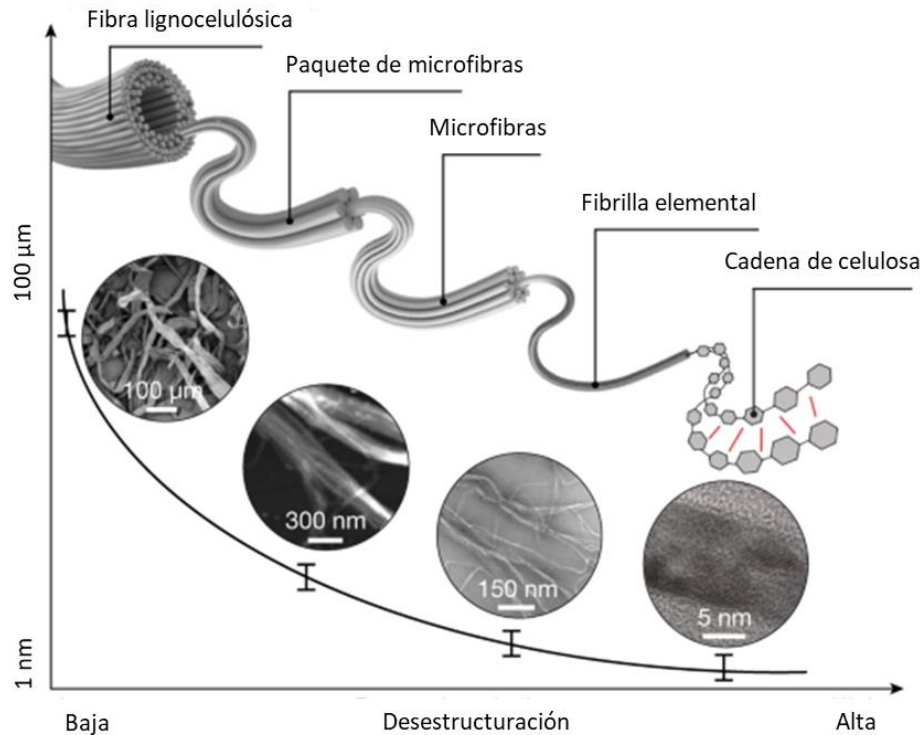 Fibra lignocelulósica
Paquete de microfibras
Microfibras
Fibrilla elemental
Cadena de celulosa
100 µm
100 µm
300 nm
150 nm
5 nm
1 nm
Baja
Desestructuración
Alta